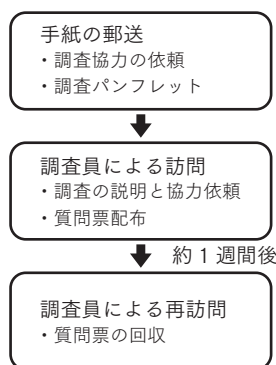 手紙の郵送
・調査協力の依頼
・調査パンフレット
調査員による訪問
・調査の説明と協力依頼
・質問票配布
約 1 週間後
調査員による再訪問
・質問票の回収